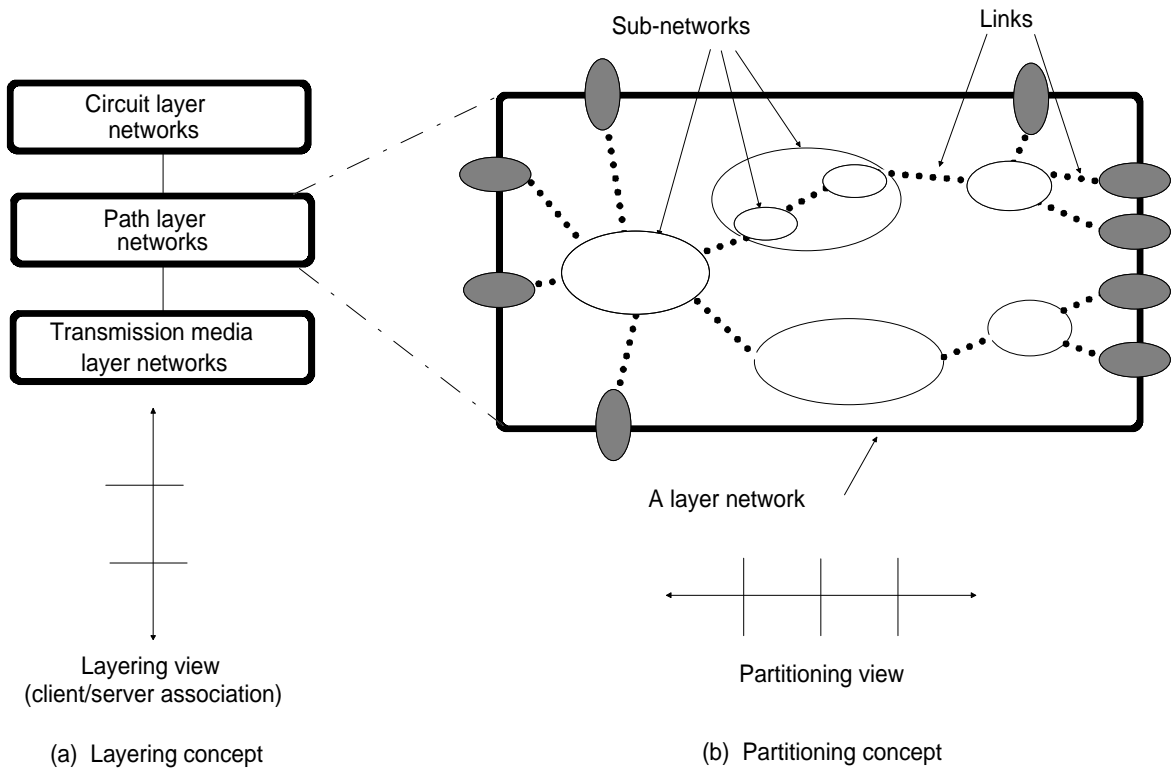 Sub-networks
Links
Circuit layer
networks
Path layer
networks
Transmission media
layer networks
A layer network
Layering view
(client/server association)
Partitioning view
(a) Layering concept
(b) Partitioning concept